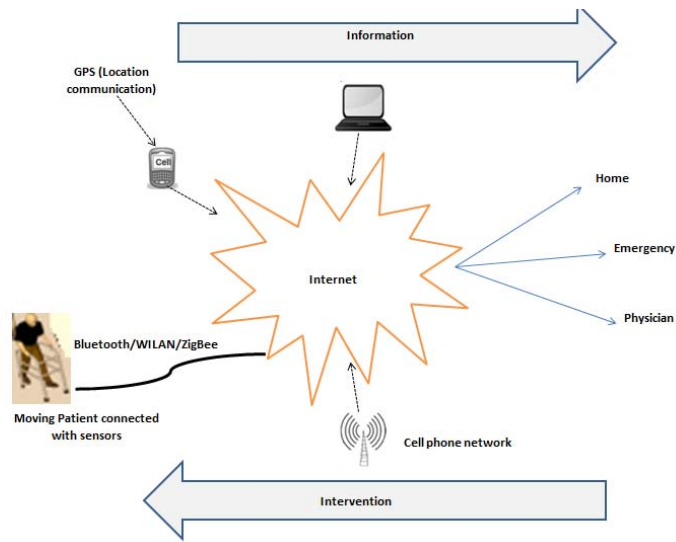 Information
GPS (Location
communication)
Cell
Home
Emergency
Internet
Physician
Bluetooth/WILAN/ZigBee
Moving Patient connected
with sensors
Cell phone network
Intervention